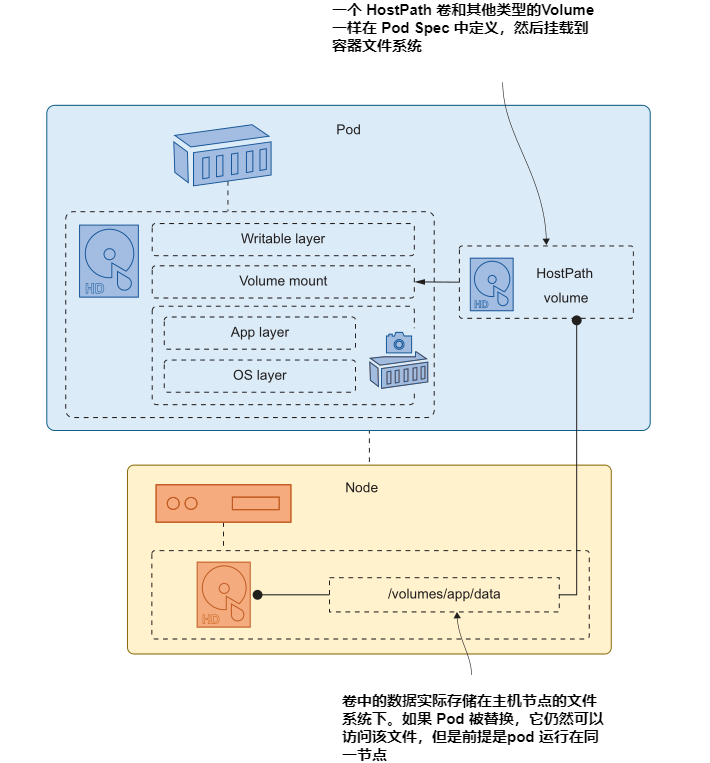 一个 HostPath 卷和其他类型的Volume
一样在 Pod Spec 中定义，然后挂载到
容器文件系统
Pod
Writable layer
Volume mount
App layer
OS layer
HD
HostPath
volume
HD
Node
/volumes/app/data
HD
卷中的数据实际存储在主机节点的文件
系统下。如果 Pod 被替换，它仍然可以
访问该文件，但是前提是pod 运行在同
一节点